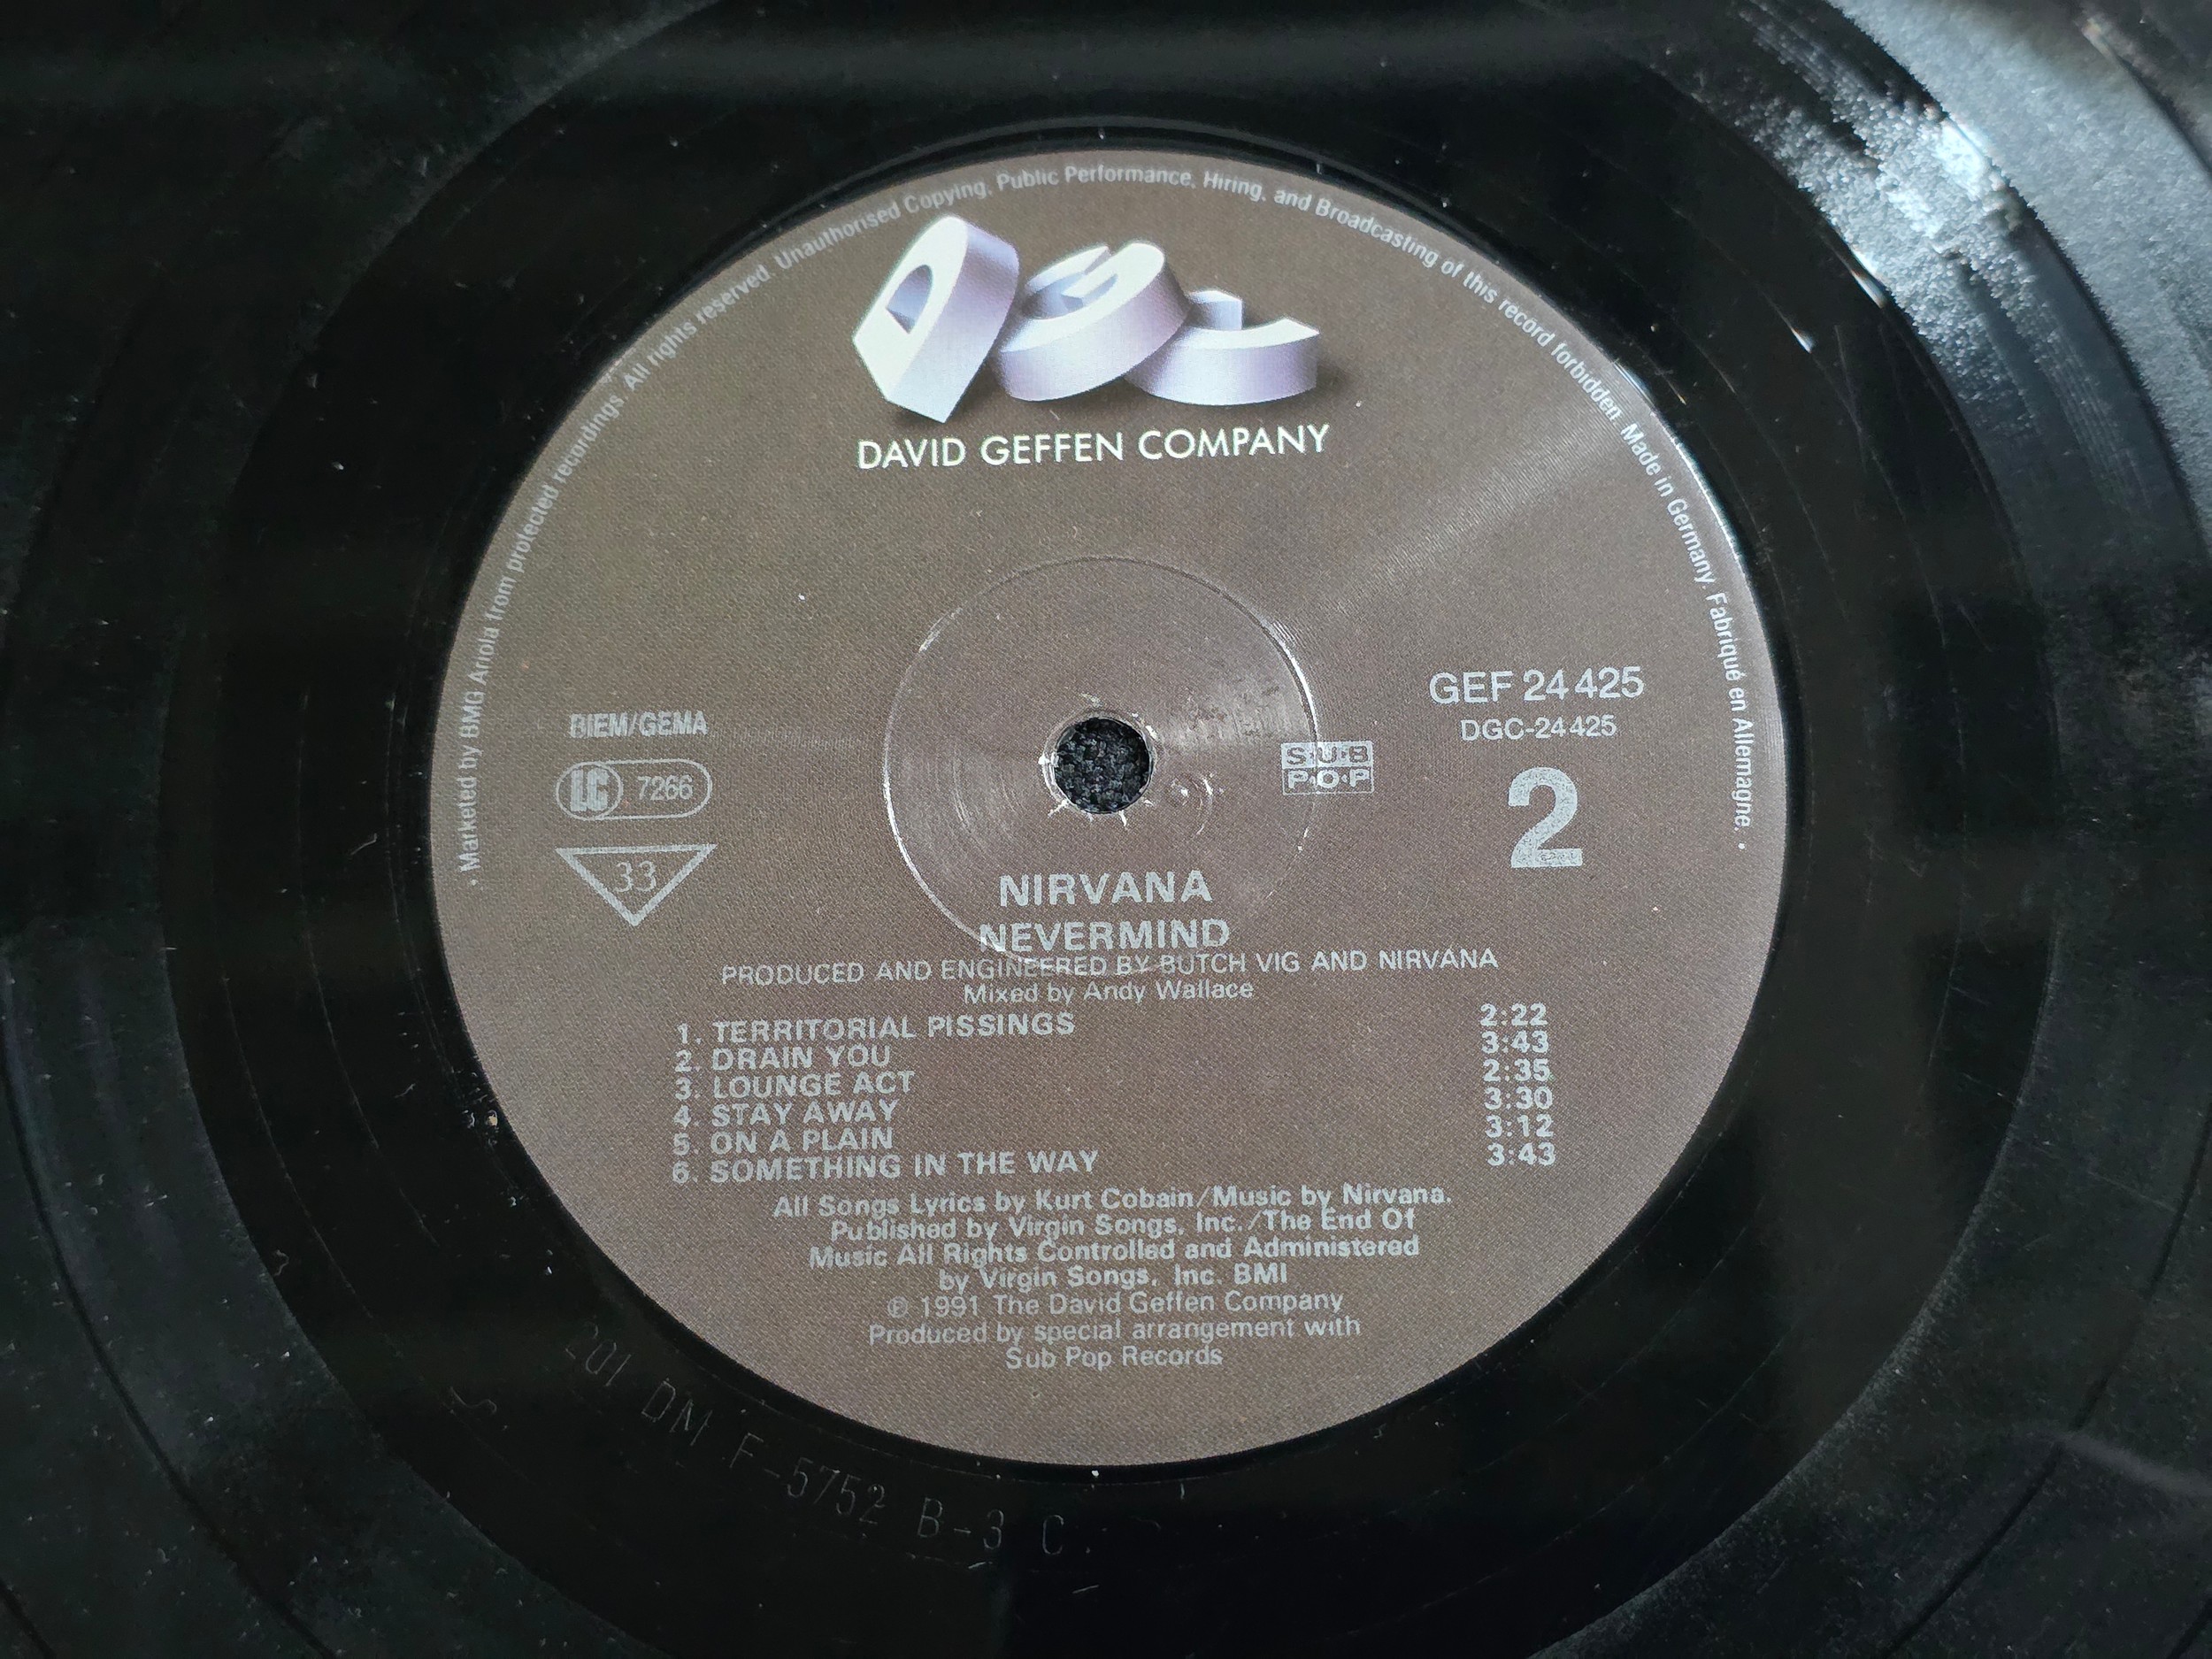 • Marketed by BMG Ariola from protected recordings. All rights reserved. Unauthorised Copying, Public Performance, Hiring, and Broadcasting of this record forbidden. Made in Germany. Fabriqué en Allemagne. •
DGC
DAVID GEFFEN COMPANY
BIEM/GEMA
LC 7266
33
GEF 24 425
DGC-24425
SUB
P·O·P
2
NIRVANA
NEVERMIND
PRODUCED AND ENGINEERED BY BUTCH VIG AND NIRVANA
Mixed by Andy Wallace
1. TERRITORIAL PISSINGS 2:22
2. DRAIN YOU 3:43
3. LOUNGE ACT 2:35
4. STAY AWAY 3:30
5. ON A PLAIN 3:12
6. SOMETHING IN THE WAY 3:43
All Songs Lyrics by Kurt Cobain/Music by Nirvana.
Published by Virgin Songs, Inc./The End Of
Music All Rights Controlled and Administered
by Virgin Songs, Inc. BMI
℗ 1991 The David Geffen Company
Produced by special arrangement with
Sub Pop Records
201 DM F-5752 B-3 C